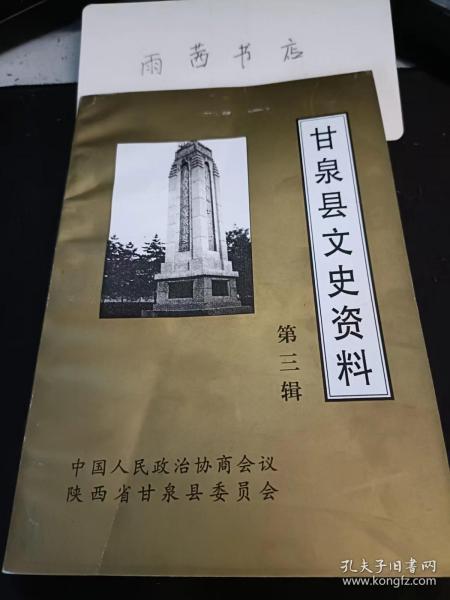 雨茜书店
甘泉县文史资料
第三辑
中国人民政治协商会议
陕西省甘泉县委员会
孔夫子旧书网
www.kongfz.com